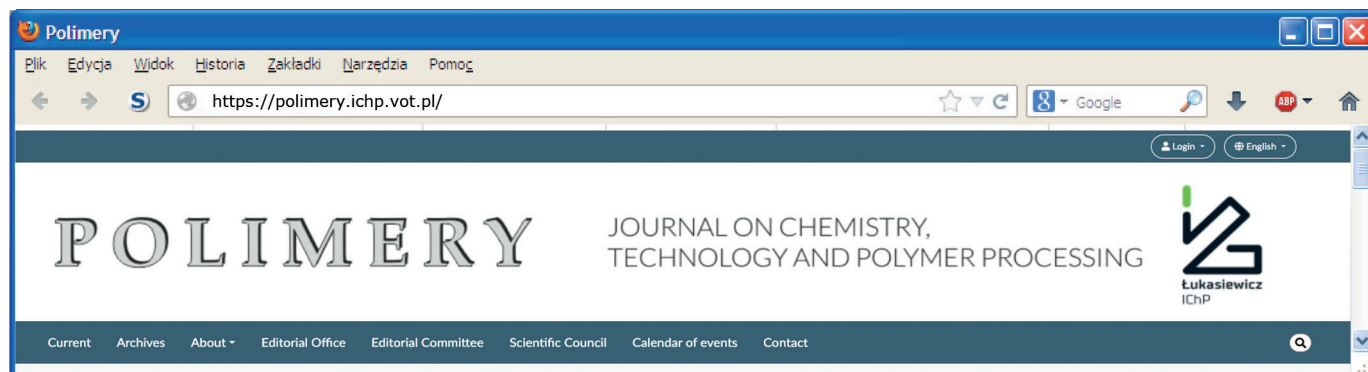 Polimery
Plik Edycja Widok Historia Zakładki Narzędzia Pomoc
S https://polimery.ichp.vot.pl/ 8 Google ABP
Login English
POLIMERY
JOURNAL ON CHEMISTRY,
TECHNOLOGY AND POLYMER PROCESSING
Łukasiewicz
IChP
Current Archives About Editorial Office Editorial Committee Scientific Council Calendar of events Contact